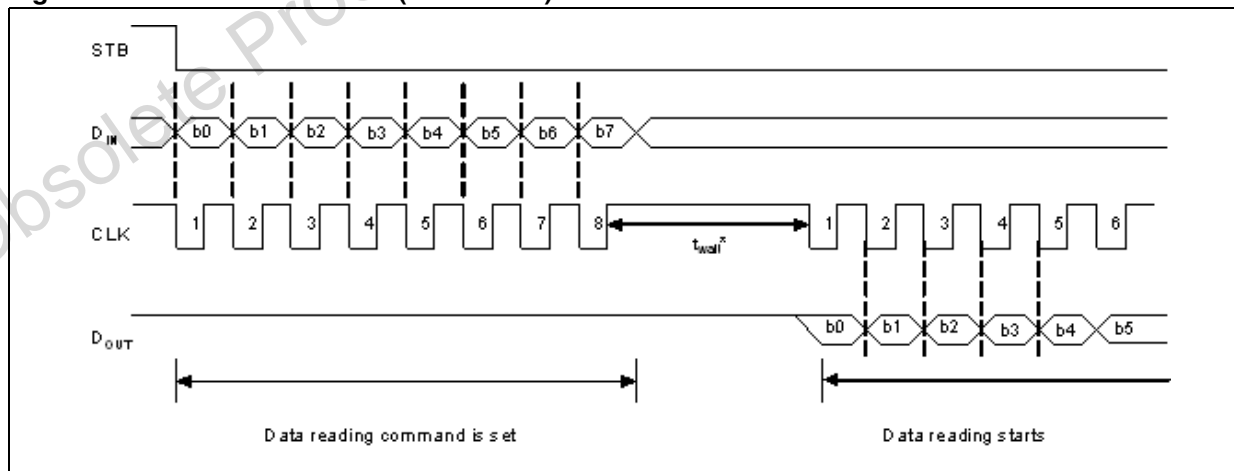 STB
DIN b0 b1 b2 b3 b4 b5 b6 b7
CLK 1 2 3 4 5 6 7 8 twait* 1 2 3 4 5 6
DOUT b0 b1 b2 b3 b4 b5
Data reading command is set Data reading starts